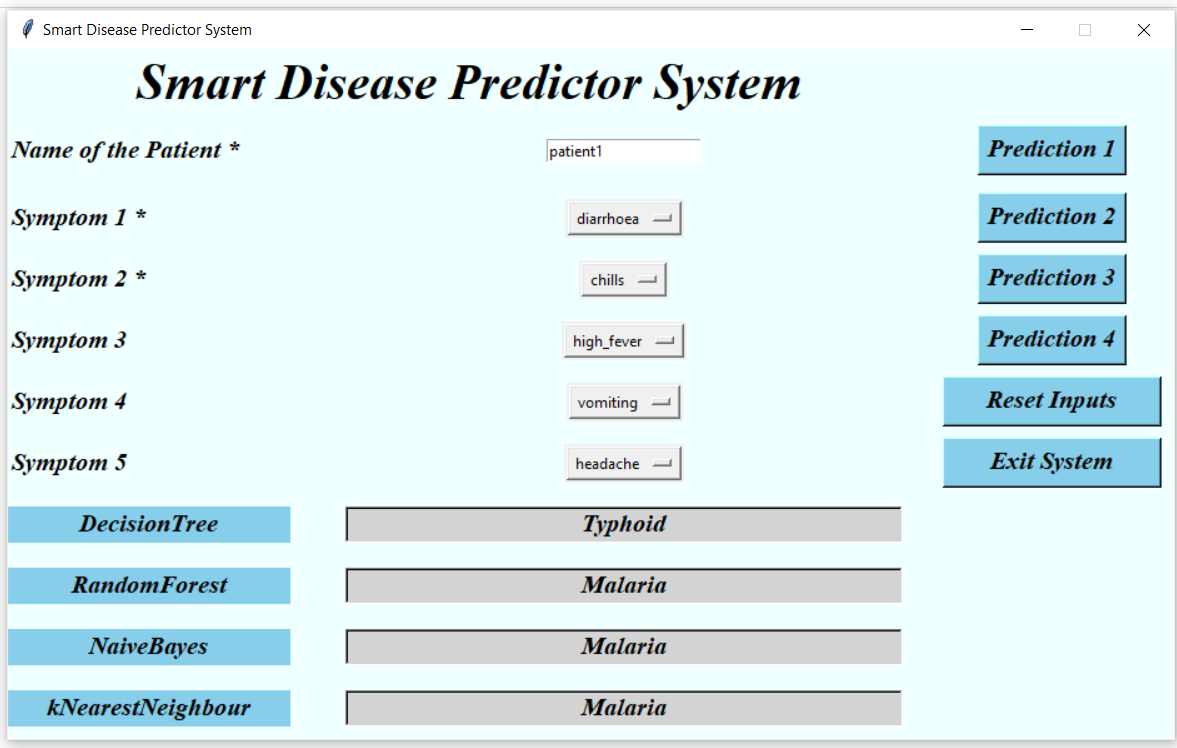 Smart Disease Predictor System
Smart Disease Predictor System
Name of the Patient * patient1 Prediction 1
Symptom 1 * diarrhoea Prediction 2
Symptom 2 * chills Prediction 3
Symptom 3 high_fever Prediction 4
Symptom 4 vomiting Reset Inputs
Symptom 5 headache Exit System
DecisionTree Typhoid
RandomForest Malaria
NaiveBayes Malaria
kNearestNeighbour Malaria